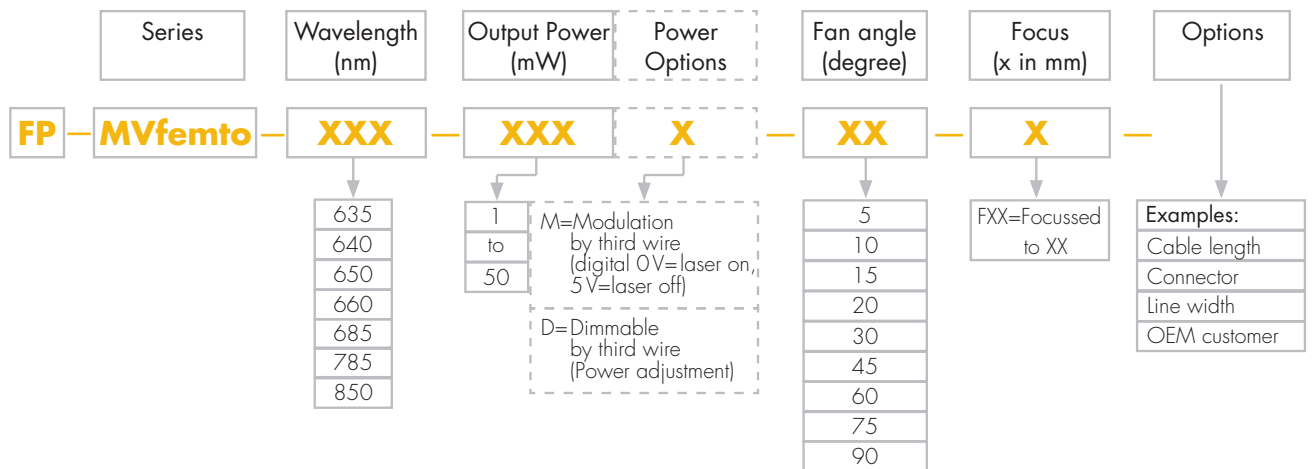 Series
Wavelength
(nm)
Output Power
(mW)
Power
Options
Fan angle
(degree)
Focus
(x in mm)
Options
FP — MVfemto — XXX — XXX X — XX — X —
635
640
650
660
685
785
850
1
to
50
M=Modulation
by third wire
(digital 0V=laser on,
5V=laser off)
D=Dimmable
by third wire
(Power adjustment)
5
10
15
20
30
45
60
75
90
FXX=Focussed
to XX
Examples:
Cable length
Connector
Line width
OEM customer